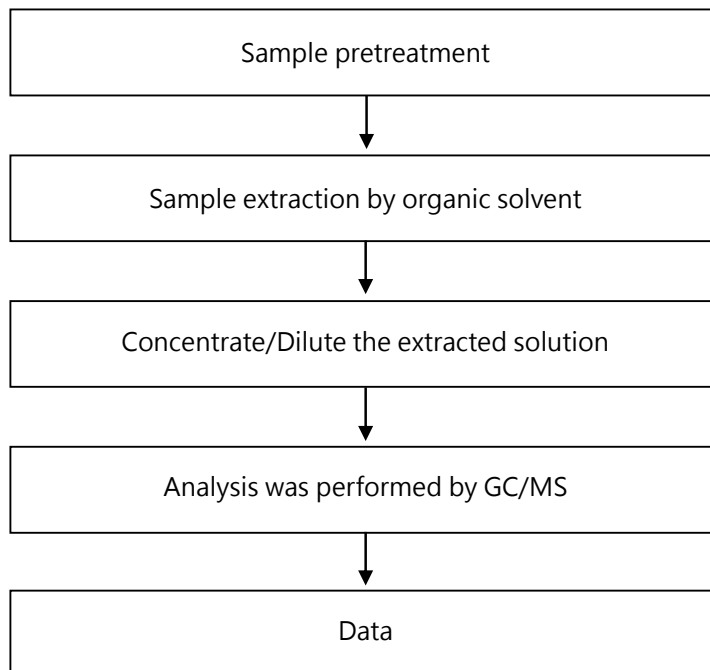 Sample pretreatment
Sample extraction by organic solvent
Concentrate/Dilute the extracted solution
Analysis was performed by GC/MS
Data